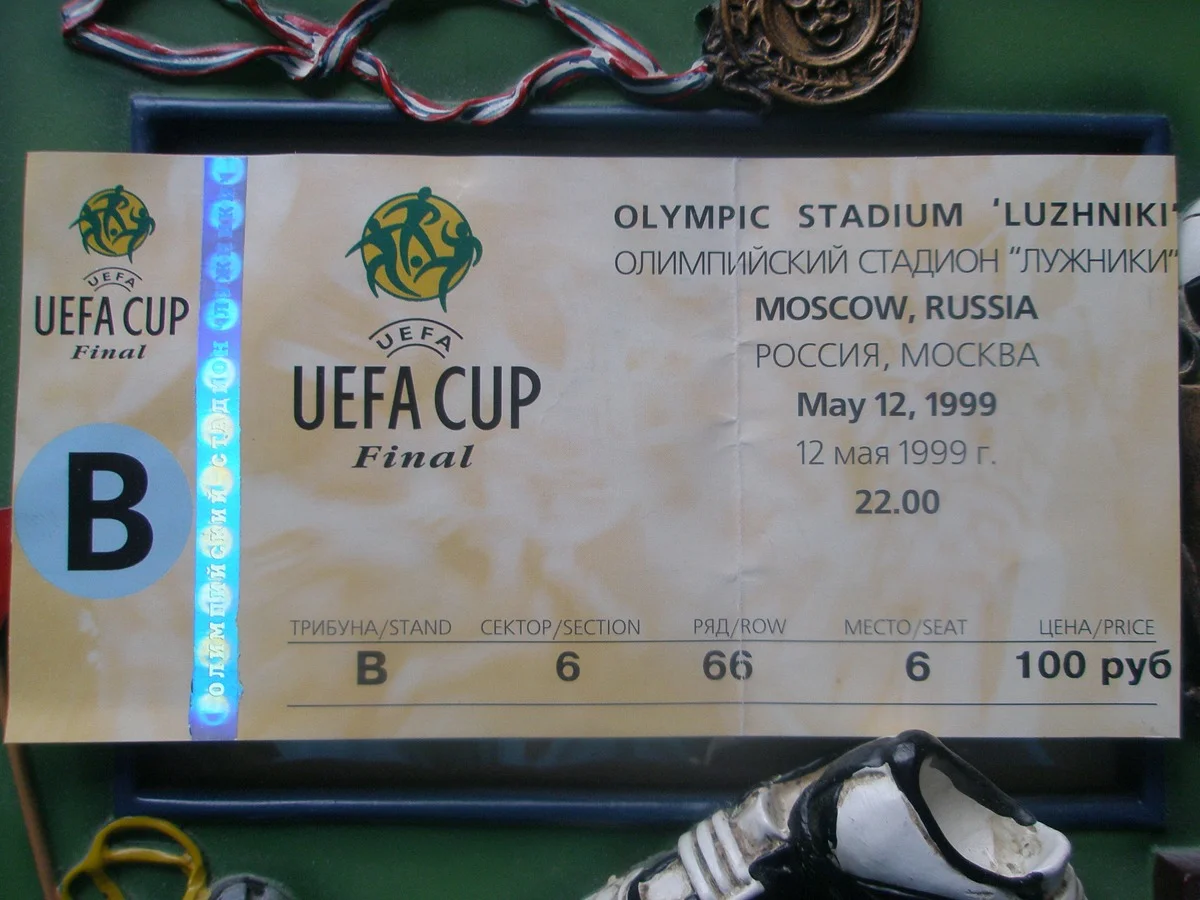 UEFA
UEFA CUP
Final
B
ОЛИМПИЙСКИЙ СТАДИОН
UEFA
UEFA CUP
Final
OLYMPIC STADIUM 'LUZHNIKI'
ОЛИМПИЙСКИЙ СТАДИОН "ЛУЖНИКИ"
MOSCOW, RUSSIA
РОССИЯ, МОСКВА
May 12, 1999
12 мая 1999 г.
22.00
ТРИБУНА/STAND СЕКТОР/SECTION РЯД/ROW МЕСТО/SEAT ЦЕНА/PRICE
B 6 66 6 100 руб